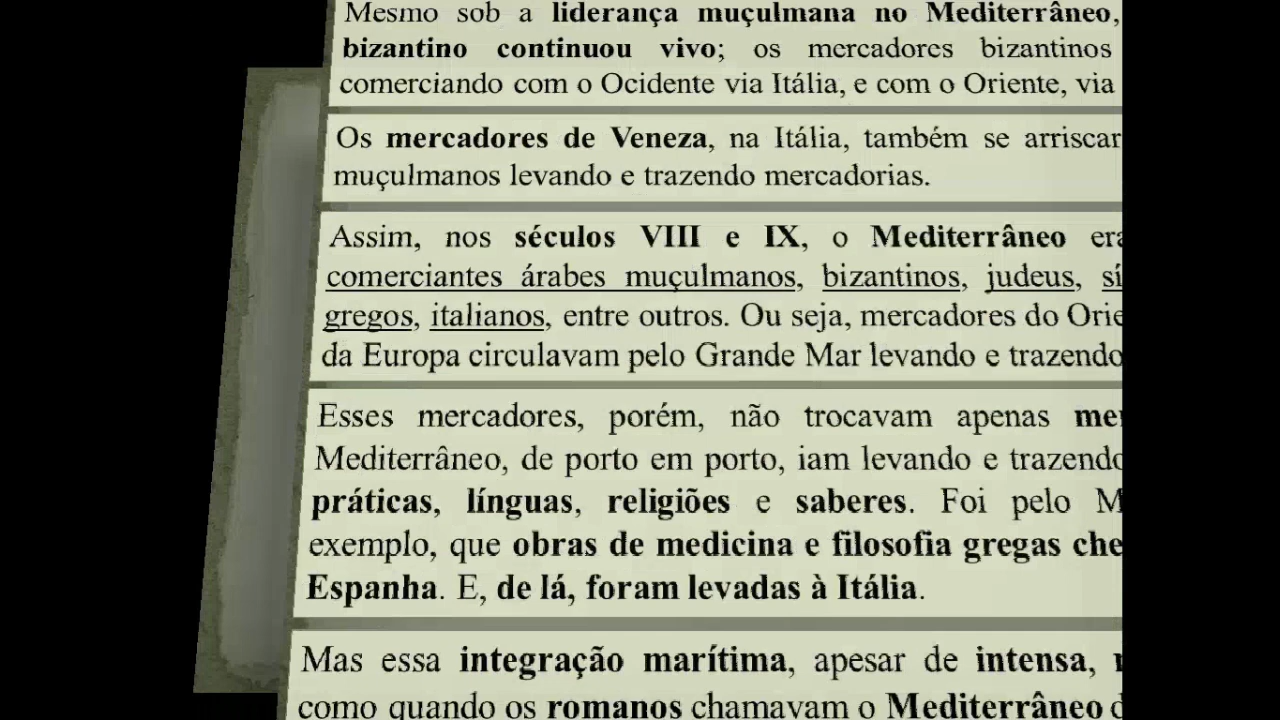 Mesmo sob a liderança muçulmana no Mediterrâneo,
bizantino continuou vivo; os mercadores bizantinos
comerciando com o Ocidente via Itália, e com o Oriente, via
Os mercadores de Veneza, na Itália, também se arriscar
muçulmanos levando e trazendo mercadorias.
Assim, nos séculos VIII e IX, o Mediterrâneo era
comerciantes árabes muçulmanos, bizantinos, judeus,
gregos, italianos, entre outros. Ou seja, mercadores do
da Europa circulavam pelo Grande Mar levando e trazendo
Esses mercadores, porém, não trocavam apenas
Mediterrâneo, de porto em porto, iam levando e trazendo
práticas, línguas, religiões e saberes. Foi pelo
exemplo, que obras de medicina e filosofia gregas
Espanha. E, de lá, foram levadas à Itália.
Mas essa integração marítima, apesar de intensa,
como quando os romanos chamavam o Mediterrâneo